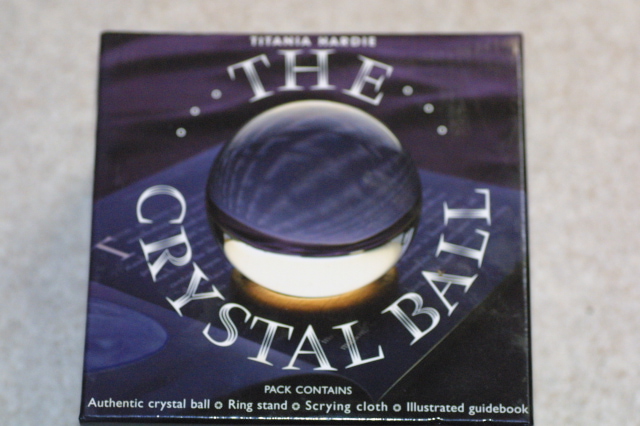 TITANIA HARDIE
THE
CRYSTAL BALL
PACK CONTAINS
Authentic crystal ball ✪ Ring stand ✪ Scrying cloth ✪ Illustrated guidebook